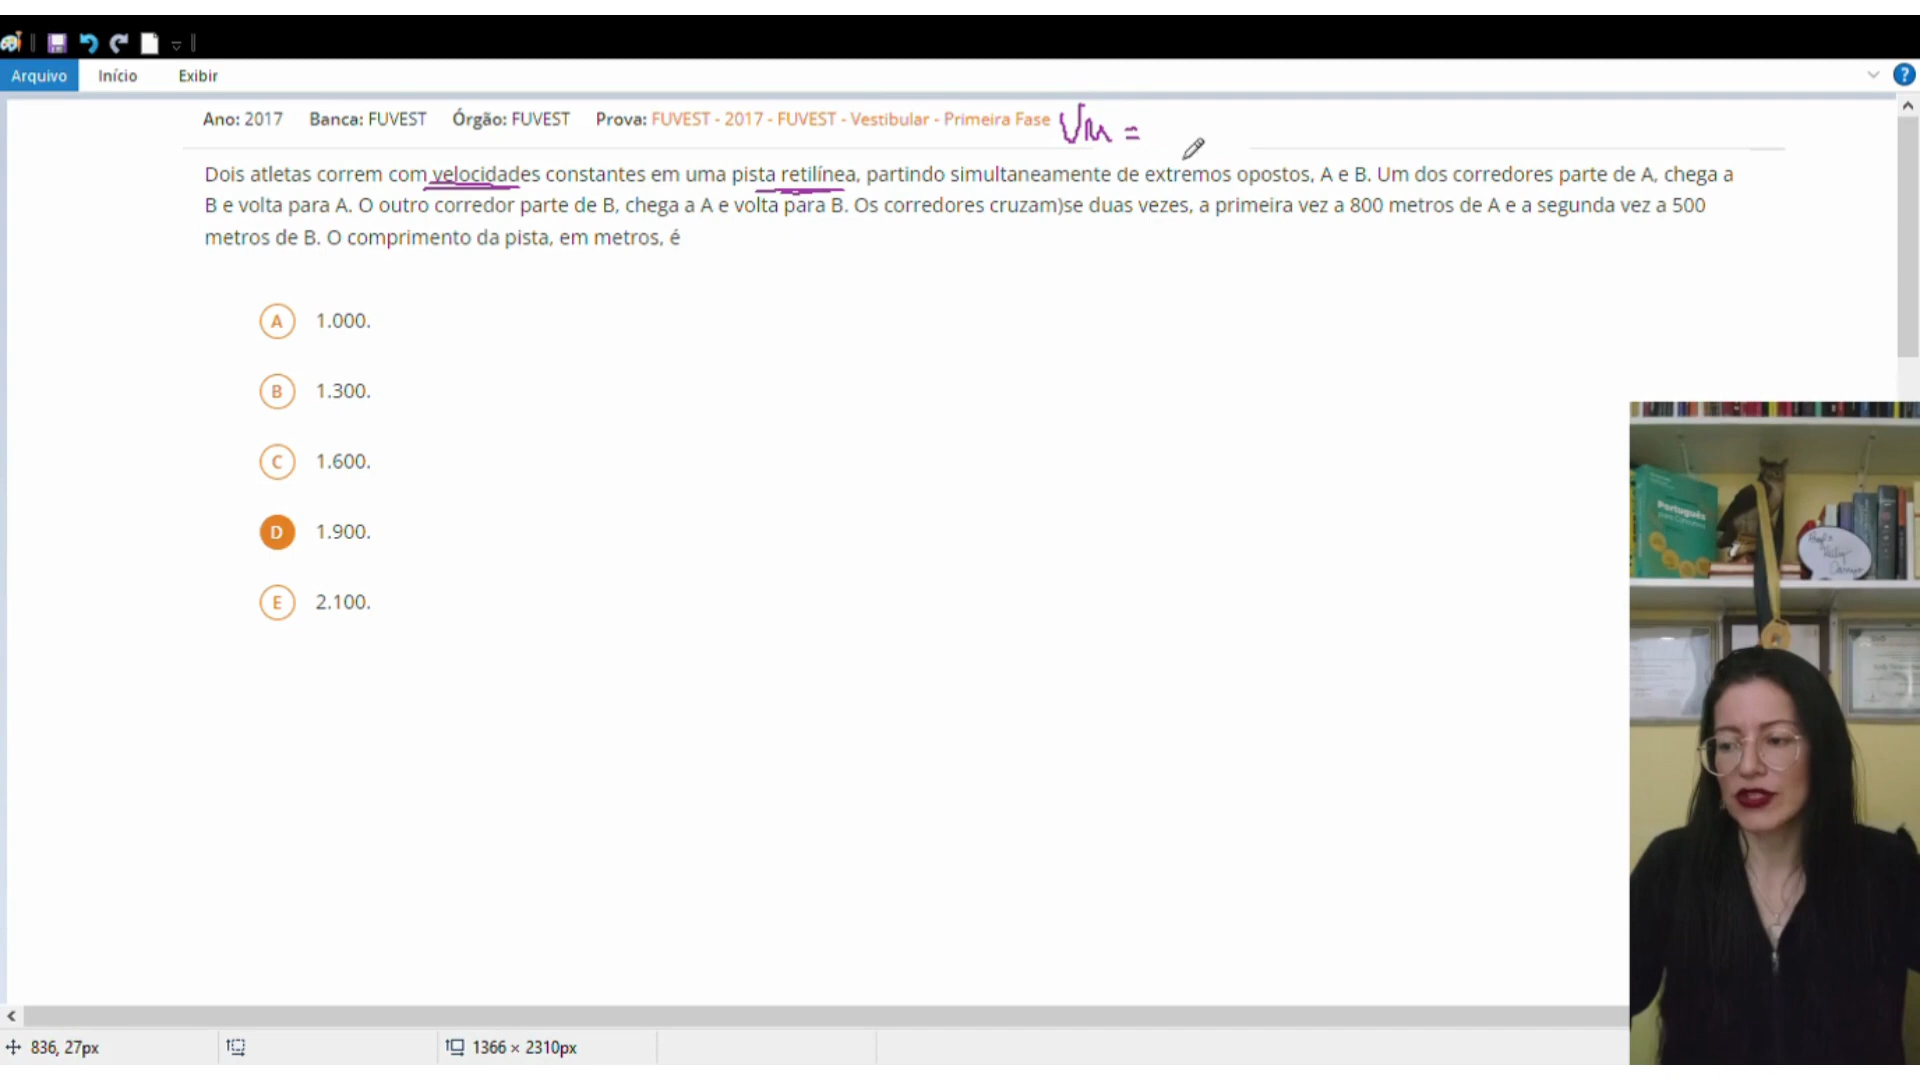 Arquivo Início Exibir
Ano: 2017 Banca: FUVEST Órgão: FUVEST Prova: FUVEST - 2017 - FUVEST - Vestibular - Primeira Fase Vm =
Dois atletas correm com velocidades constantes em uma pista retilínea, partindo simultaneamente de extremos opostos, A e B. Um dos corredores parte de A, chega a
B e volta para A. O outro corredor parte de B, chega a A e volta para B. Os corredores cruzam)se duas vezes, a primeira vez a 800 metros de A e a segunda vez a 500
metros de B. O comprimento da pista, em metros, é
A 1.000.
B 1.300.
C 1.600.
D 1.900.
E 2.100.
Português
836, 27px 1366 × 2310px